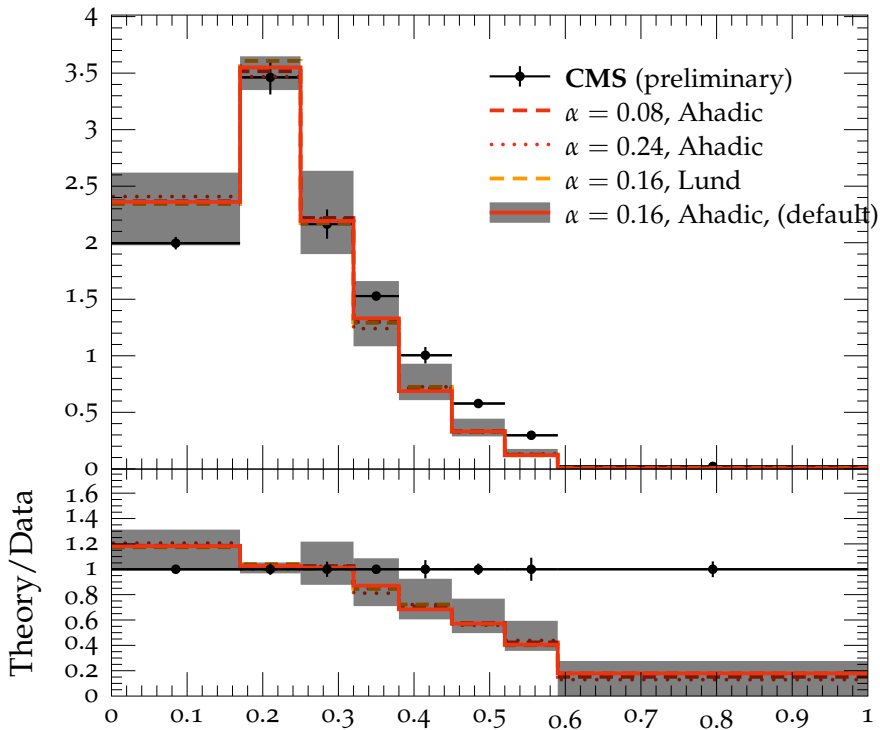 4
3.5
3
2.5
2
1.5
1
0.5
0
CMS (preliminary)
α = 0.08, Ahadic
α = 0.24, Ahadic
α = 0.16, Lund
α = 0.16, Ahadic, (default)
Theory/Data
1.6
1.4
1.2
1
0.8
0.6
0.4
0.2
0
0 0.1 0.2 0.3 0.4 0.5 0.6 0.7 0.8 0.9 1